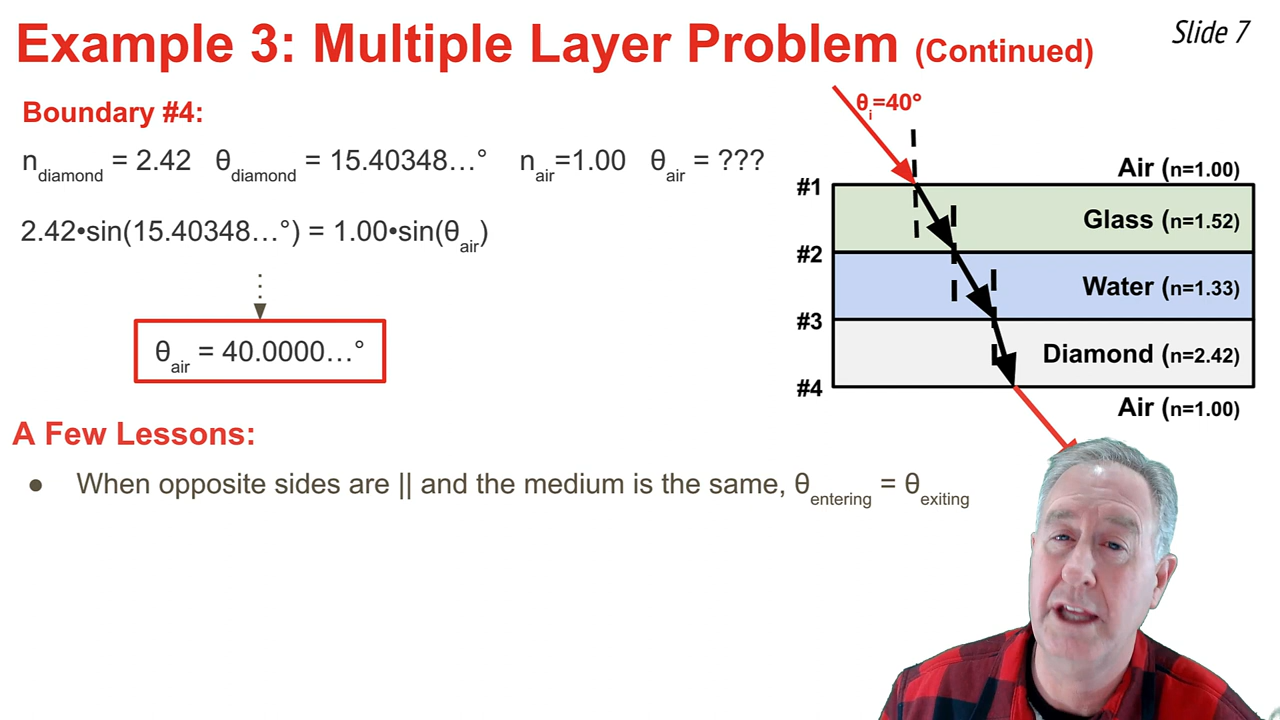 Example 3: Multiple Layer Problem (Continued)
Slide 7
Boundary #4:
n_diamond = 2.42 θ_diamond = 15.40348…° n_air=1.00 θ_air = ???
2.42•sin(15.40348…°) = 1.00•sin(θ_air)
θ_air = 40.0000…°
θ_i=40°
Air (n=1.00)
#1
Glass (n=1.52)
#2
Water (n=1.33)
#3
Diamond (n=2.42)
#4
Air (n=1.00)
A Few Lessons:
● When opposite sides are || and the medium is the same, θ_entering = θ_exiting